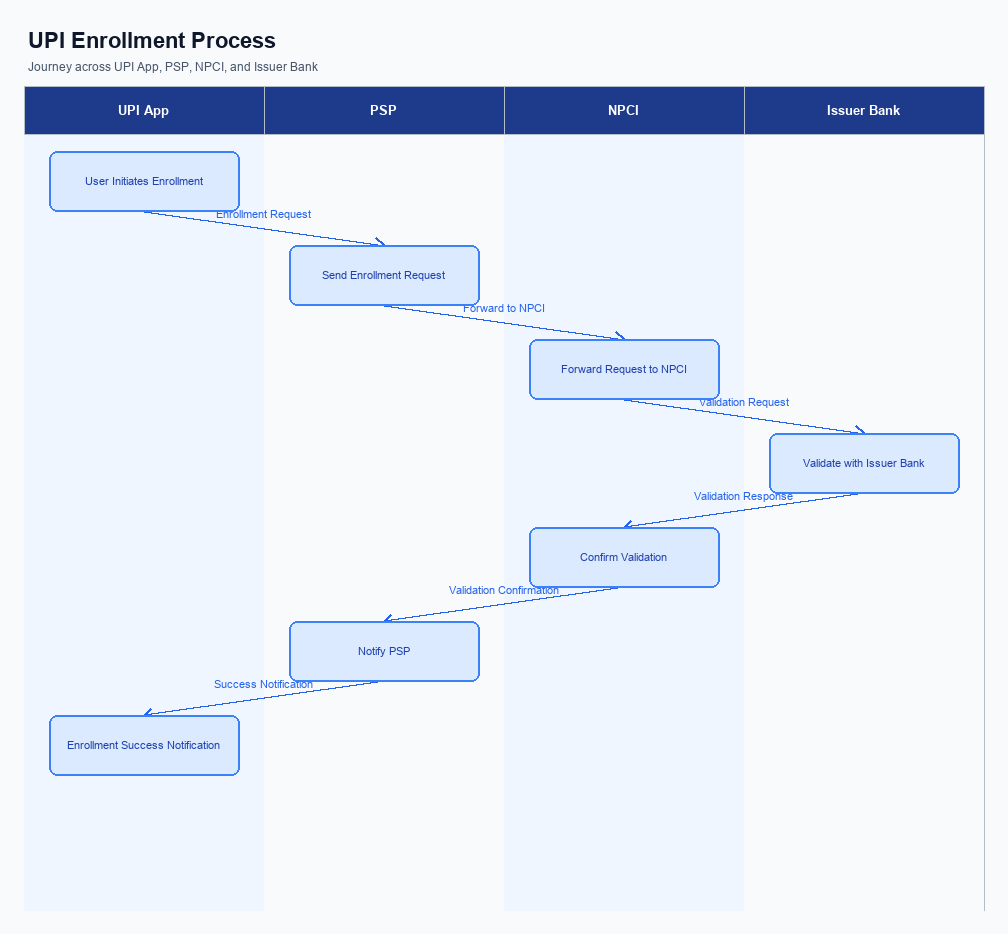 UPI Enrollment Process
Journey across UPI App, PSP, NPCI, and Issuer Bank
UPI App
PSP
NPCI
Issuer Bank
User Initiates Enrollment
Enrollment Request
Send Enrollment Request
Forward to NPCI
Forward Request to NPCI
Validation Request
Validate with Issuer Bank
Validation Response
Confirm Validation
Validation Confirmation
Notify PSP
Success Notification
Enrollment Success Notification